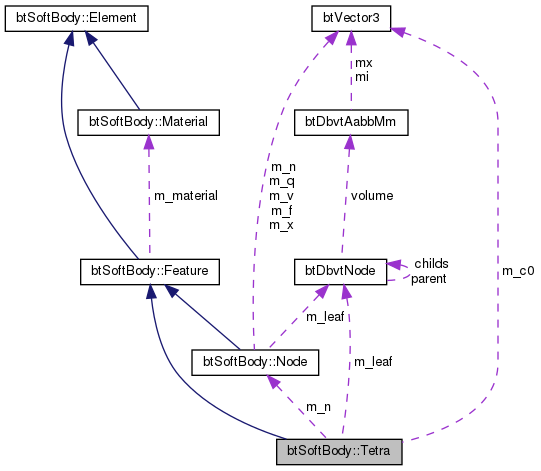 btSoftBody::Element
btVector3
btSoftBody::Material
btDbvtAabbMm
mx
mi
m_material
m_n
m_q
m_v
m_f
m_x
volume
btSoftBody::Feature
btDbvtNode
childs
parent
m_c0
m_leaf
btSoftBody::Node
m_leaf
m_n
btSoftBody::Tetra